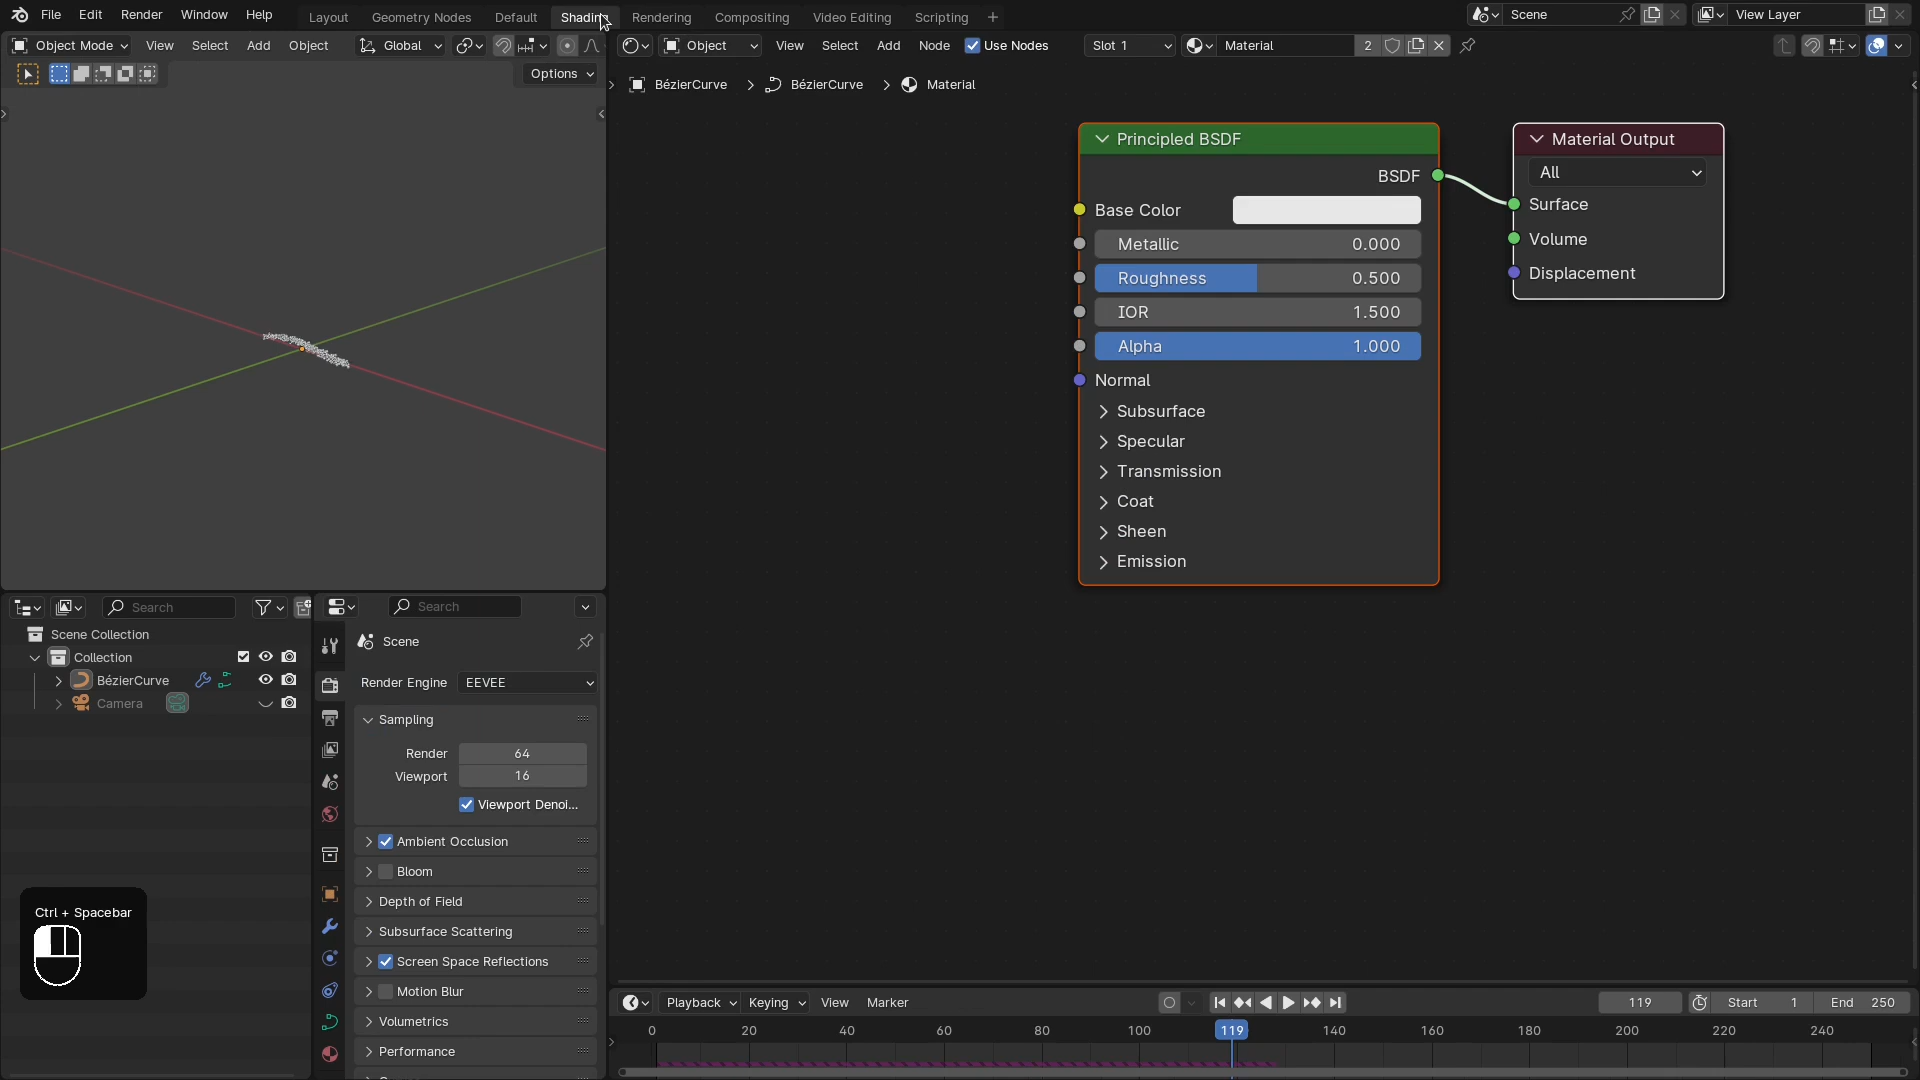 File Edit Render Window Help Layout Geometry Nodes Default Shading Rendering Compositing Video Editing Scripting + Scene View Layer
Object Mode View Select Add Object Global
Object View Select Add Node Use Nodes Slot 1 Material 2
Options
BézierCurve BézierCurve Material
Principled BSDF
BSDF
Base Color
Metallic 0.000
Roughness 0.500
IOR 1.500
Alpha 1.000
Normal
Subsurface
Specular
Transmission
Coat
Sheen
Emission
Material Output
All
Surface
Volume
Displacement
Search
Scene Collection
Collection
BézierCurve
Camera
Ctrl + Spacebar
Search
Scene
Render Engine EEVEE
Sampling
Render 64
Viewport 16
Viewport Denoi...
Ambient Occlusion
Bloom
Depth of Field
Subsurface Scattering
Screen Space Reflections
Motion Blur
Volumetrics
Performance
Playback Keying View Marker 119 Start 1 End 250
0 20 40 60 80 100 119 140 160 180 200 220 240